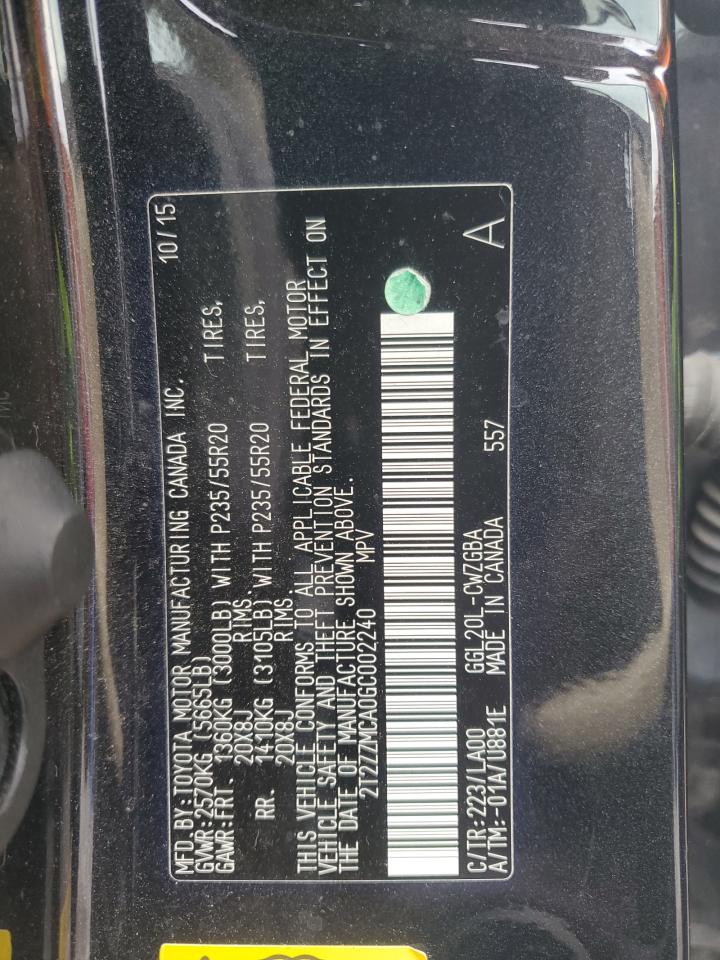 MFD. BY: TOYOTA MOTOR MANUFACTURING CANADA INC. 10/15
GVWR: 2570KG (5665LB)
GAWR: FRT. 1360KG (3000LB) WITH P235/55R20 TIRES,
20X8J RIMS.
RR. 1410KG (3105LB) WITH P235/55R20 TIRES,
20X8J RIMS.
THIS VEHICLE CONFORMS TO ALL APPLICABLE FEDERAL MOTOR
VEHICLE SAFETY AND THEFT PREVENTION STANDARDS IN EFFECT ON
THE DATE OF MANUFACTURE SHOWN ABOVE.
2T2ZZMCA0GC002240 MPV
C/TR: 223/LA00 GGL20L-CWZGBA
A/TM: -01A/U881E MADE IN CANADA 557 A